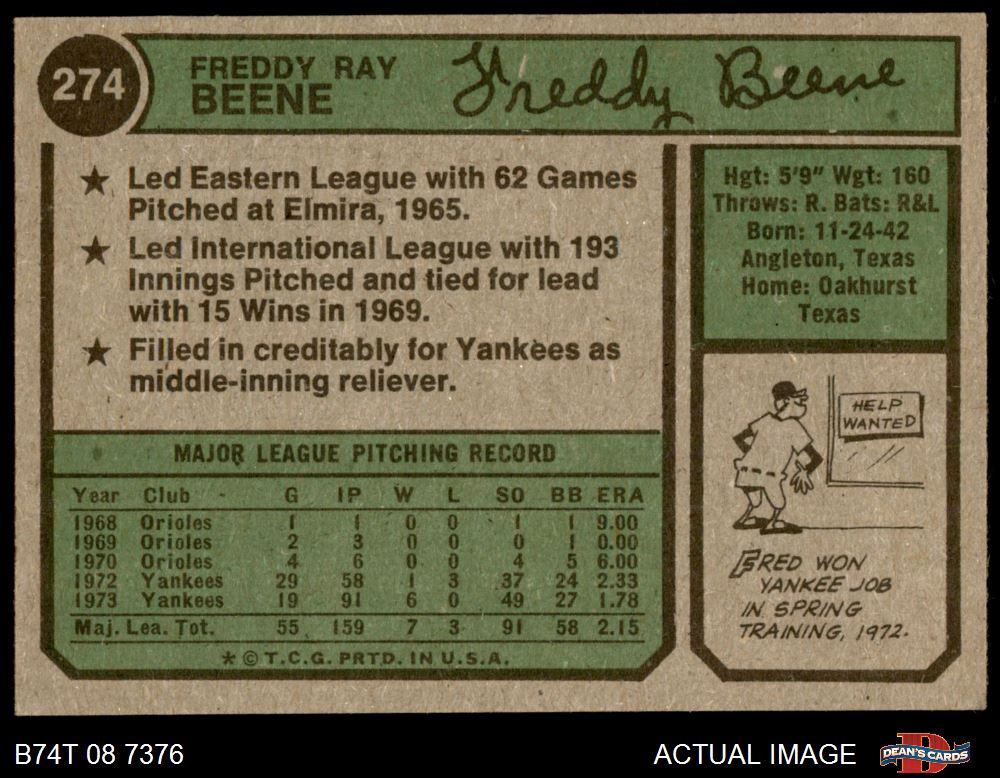 274
FREDDY RAY
BEENE
Freddy Beene
★ Led Eastern League with 62 Games
Pitched at Elmira, 1965.
★ Led International League with 193
Innings Pitched and tied for lead
with 15 Wins in 1969.
★ Filled in creditably for Yankees as
middle-inning reliever.
Hgt: 5'9" Wgt: 160
Throws: R. Bats: R&L
Born: 11-24-42
Angleton, Texas
Home: Oakhurst
Texas
MAJOR LEAGUE PITCHING RECORD
Year Club G IP W L SO BB ERA
1968 Orioles 1 1 0 0 1 1 9.00
1969 Orioles 2 3 0 0 0 1 0.00
1970 Orioles 4 6 0 0 4 5 6.00
1972 Yankees 29 58 1 3 37 24 2.33
1973 Yankees 19 91 6 0 49 27 1.78
Maj. Lea. Tot. 55 159 7 3 91 58 2.15
* © T.C.G. PRTD. IN U.S.A.
HELP
WANTED
FRED WON
YANKEE JOB
IN SPRING
TRAINING, 1972.
B74T 08 7376
ACTUAL IMAGE
DEAN'S CARDS